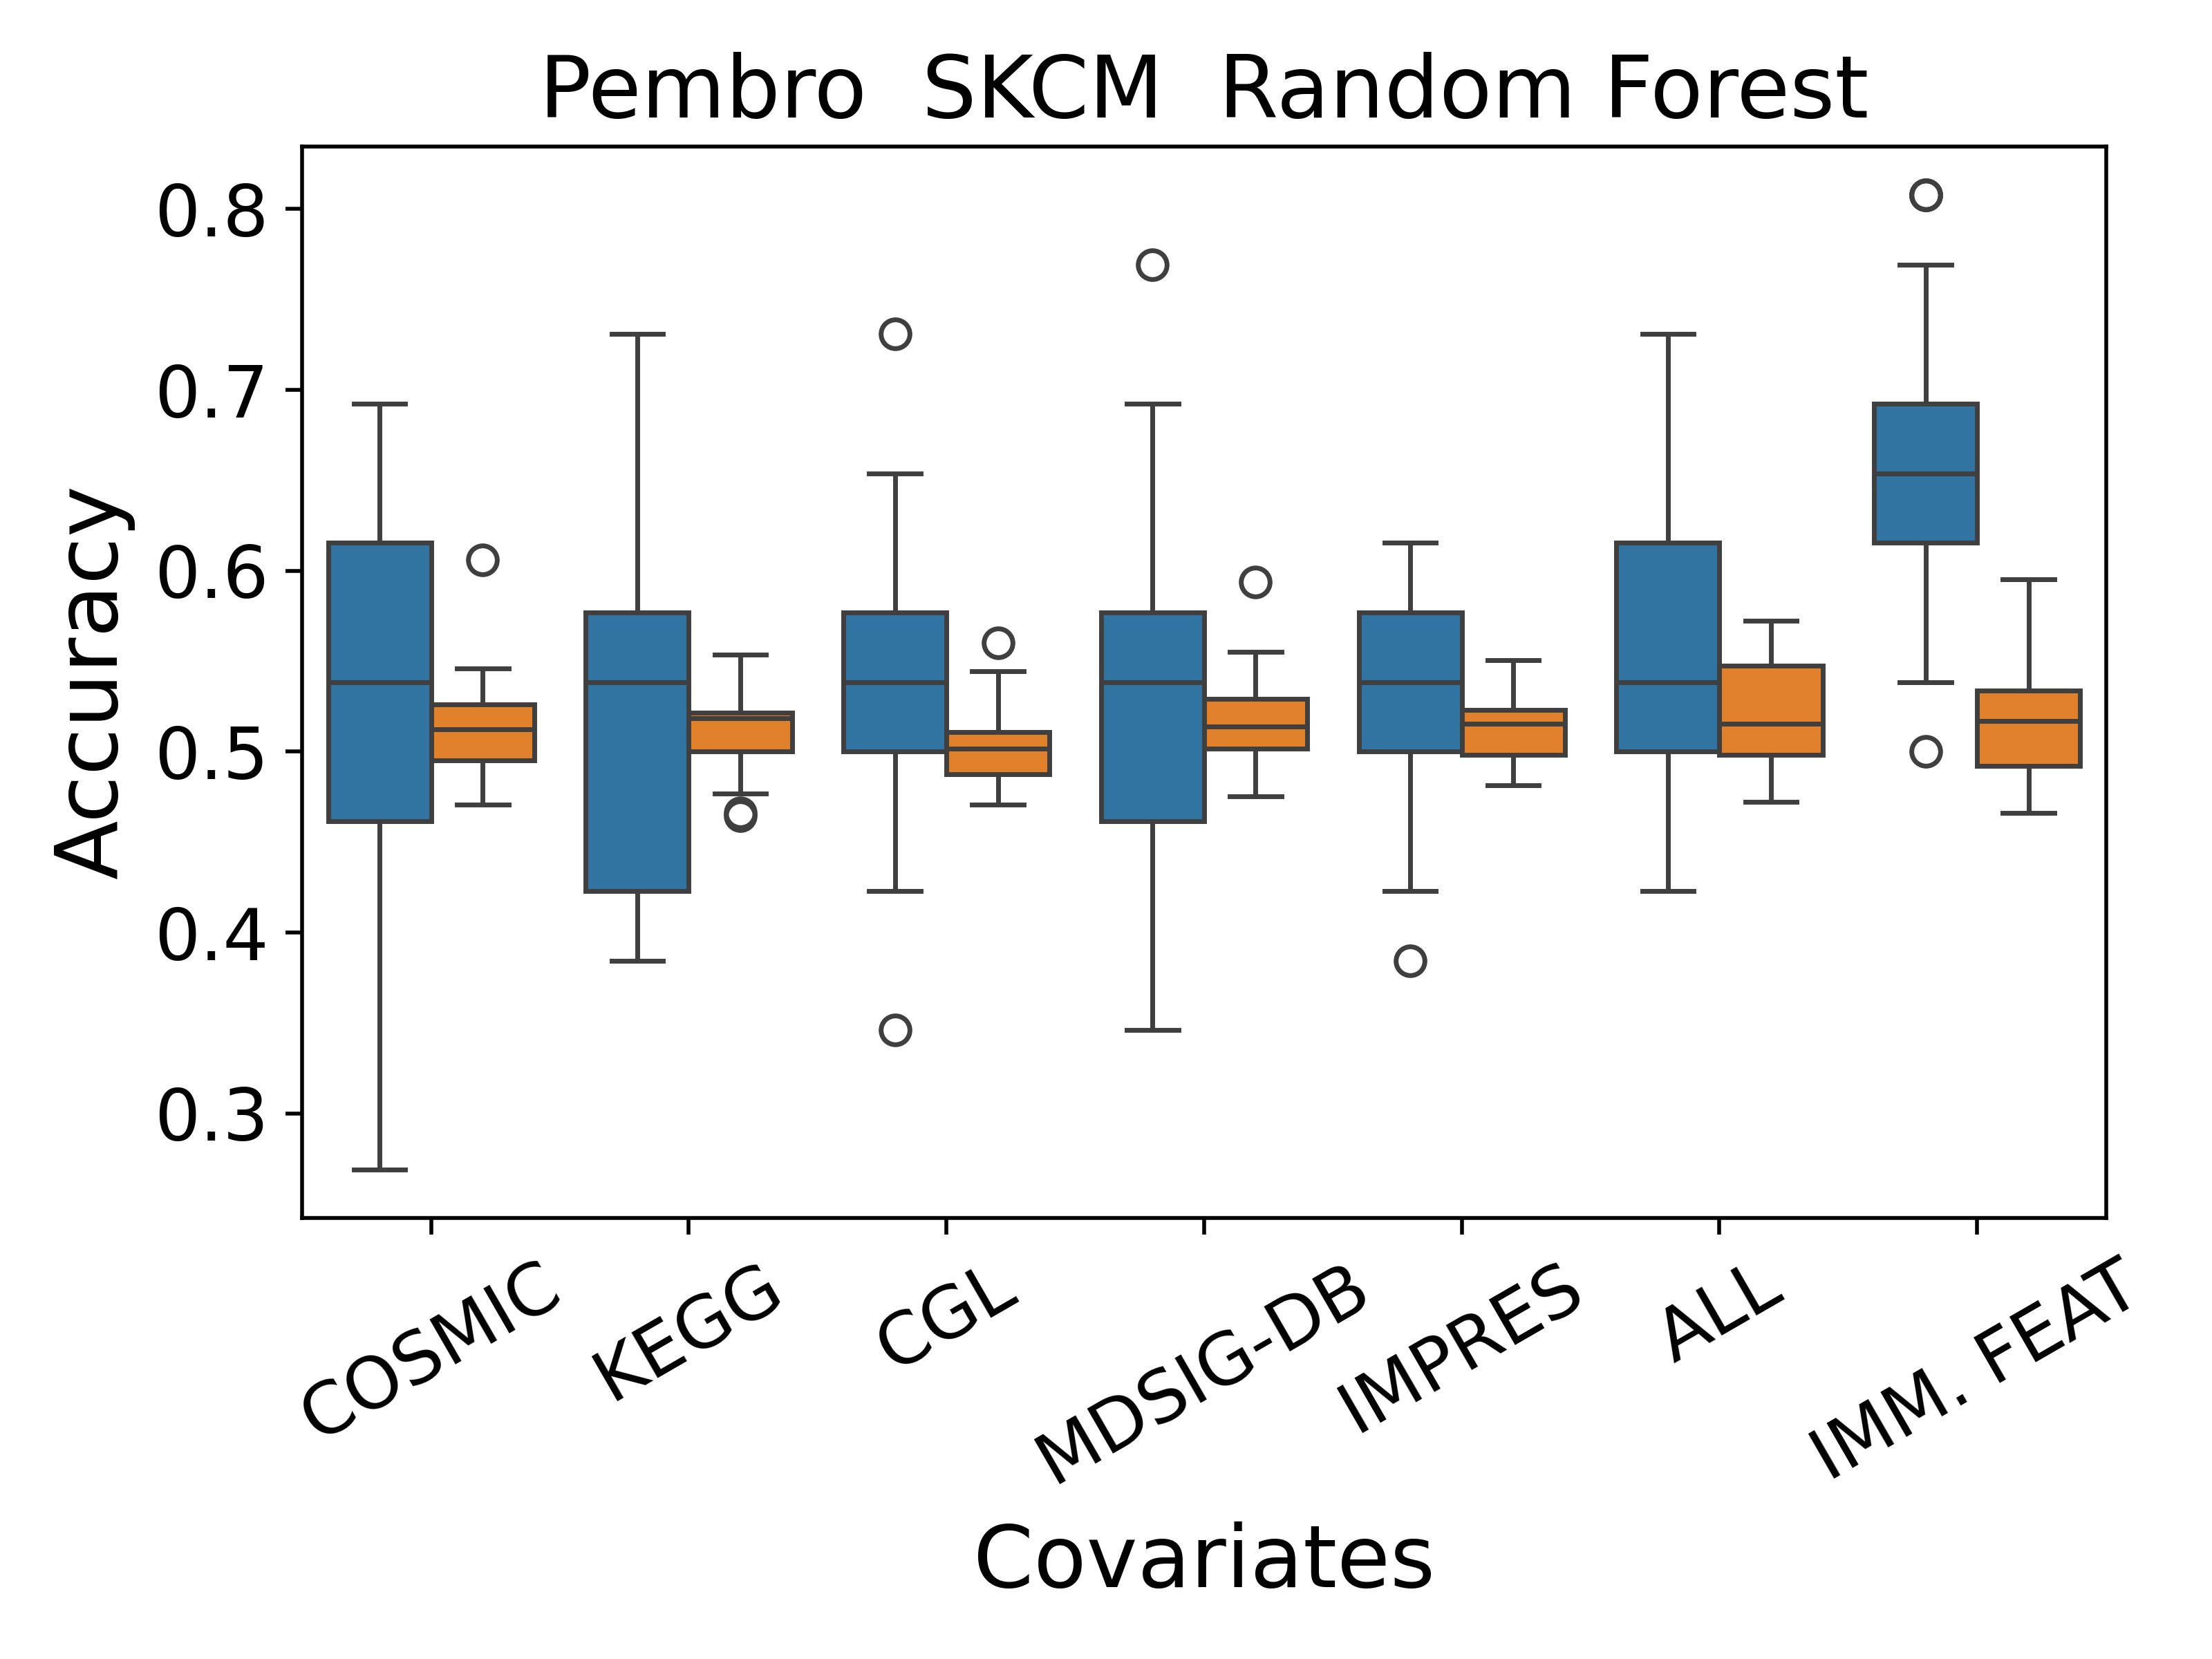 Pembro SKCM Random Forest
Accuracy
0.8
0.7
0.6
0.5
0.4
0.3
COSMIC
KEGG
CGL
MDSIG-DB
IMPRES
ALL
IMM. FEAT
Covariates